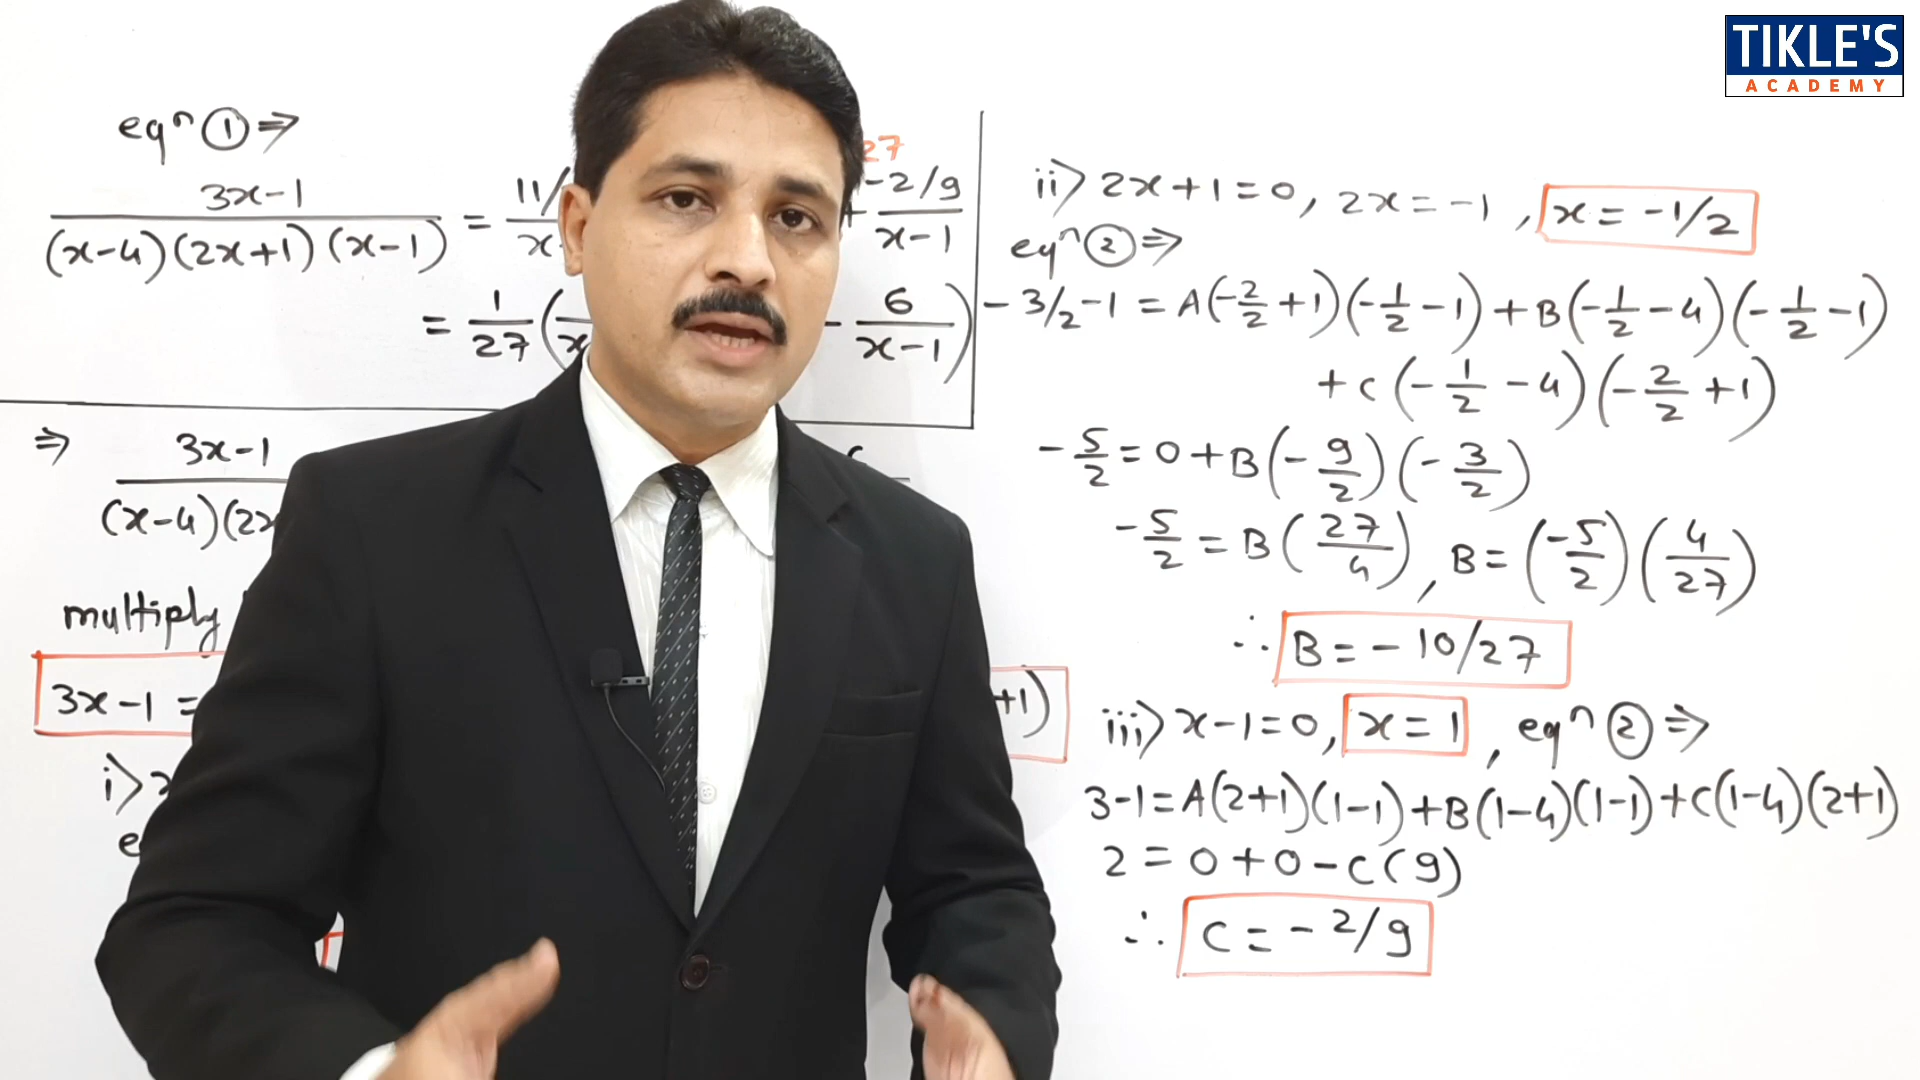 TIKLE'S
ACADEMY
eqⁿ ① ⇒
3x-1
(x-4)(2x+1)(x-1)
= 11/
x-
27
+ -2/9
x-1
= 1/27 (
- 6/(x-1) )
⇒ 3x-1
(x-4)(2x
multiply
3x-1 =
+1)
i>
ii> 2x+1=0, 2x=-1, x=-1/2
eqⁿ ② ⇒
-3/2-1 = A(-2/2+1)(-1/2-1)+B(-1/2-4)(-1/2-1)
+c(-1/2-4)(-2/2+1)
-5/2=0+B(-9/2)(-3/2)
-5/2=B(27/4), B=(-5/2)(4/27)
∴ B=-10/27
iii> x-1=0, x=1, eqⁿ ② ⇒
3-1=A(2+1)(1-1)+B(1-4)(1-1)+C(1-4)(2+1)
2=0+0-C(9)
∴ C=-2/9